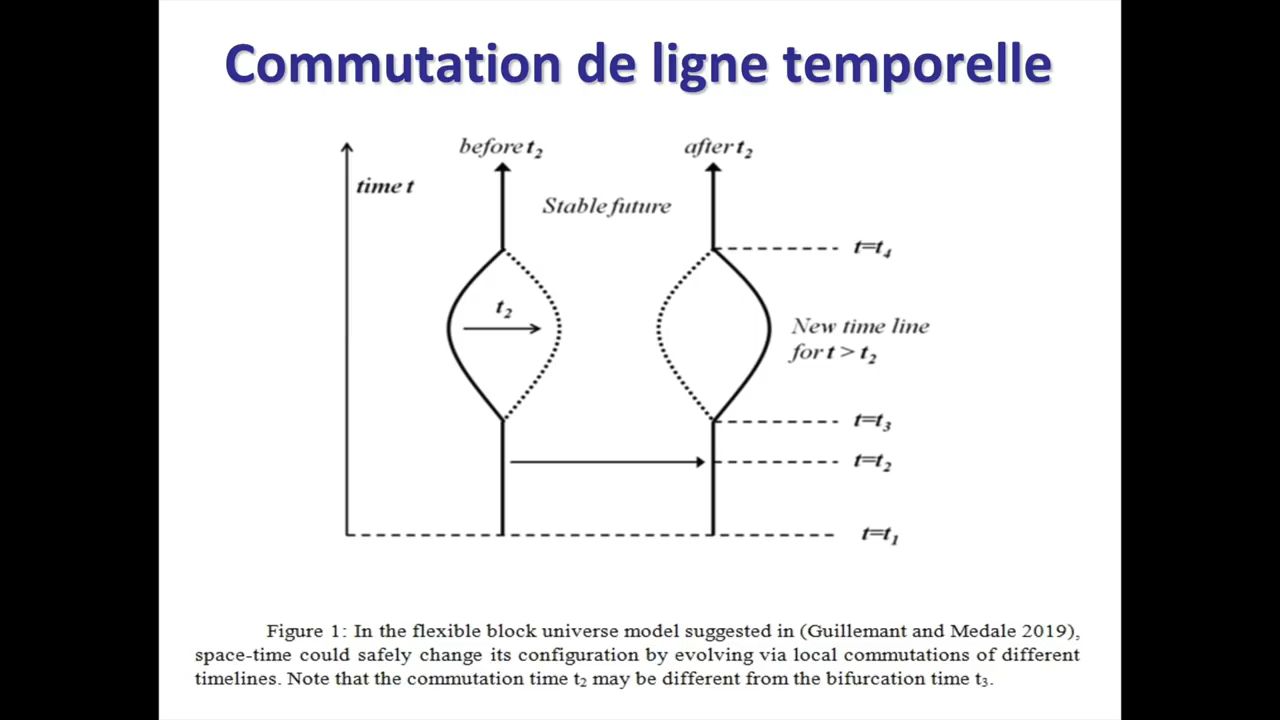 Commutation de ligne temporelle
before t₂
after t₂
time t
Stable future
t=t₄
t₂
New time line
for t > t₂
t=t₃
t=t₂
t=t₁
Figure 1: In the flexible block universe model suggested in (Guillemant and Medale 2019),
space-time could safely change its configuration by evolving via local commutations of different
timelines. Note that the commutation time t₂ may be different from the bifurcation time t₃.